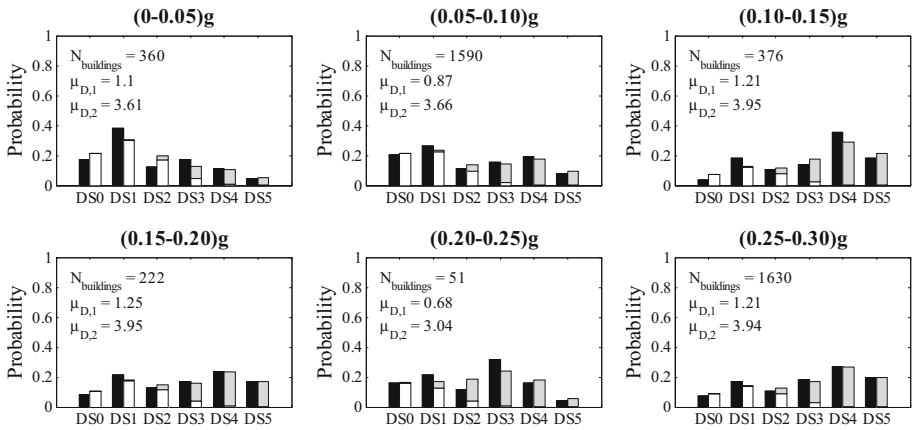 (0-0.05)g
(0.05-0.10)g
(0.10-0.15)g
Probability
1
0.8
0.6
0.4
0.2
0
N_buildings = 360
µ_D,1 = 1.1
µ_D,2 = 3.61
DS0 DS1 DS2 DS3 DS4 DS5
Probability
1
0.8
0.6
0.4
0.2
0
N_buildings = 1590
µ_D,1 = 0.87
µ_D,2 = 3.66
DS0 DS1 DS2 DS3 DS4 DS5
Probability
1
0.8
0.6
0.4
0.2
0
N_buildings = 376
µ_D,1 = 1.21
µ_D,2 = 3.95
DS0 DS1 DS2 DS3 DS4 DS5
(0.15-0.20)g
(0.20-0.25)g
(0.25-0.30)g
Probability
1
0.8
0.6
0.4
0.2
0
N_buildings = 222
µ_D,1 = 1.25
µ_D,2 = 3.95
DS0 DS1 DS2 DS3 DS4 DS5
Probability
1
0.8
0.6
0.4
0.2
0
N_buildings = 51
µ_D,1 = 0.68
µ_D,2 = 3.04
DS0 DS1 DS2 DS3 DS4 DS5
Probability
1
0.8
0.6
0.4
0.2
0
N_buildings = 1630
µ_D,1 = 1.21
µ_D,2 = 3.94
DS0 DS1 DS2 DS3 DS4 DS5